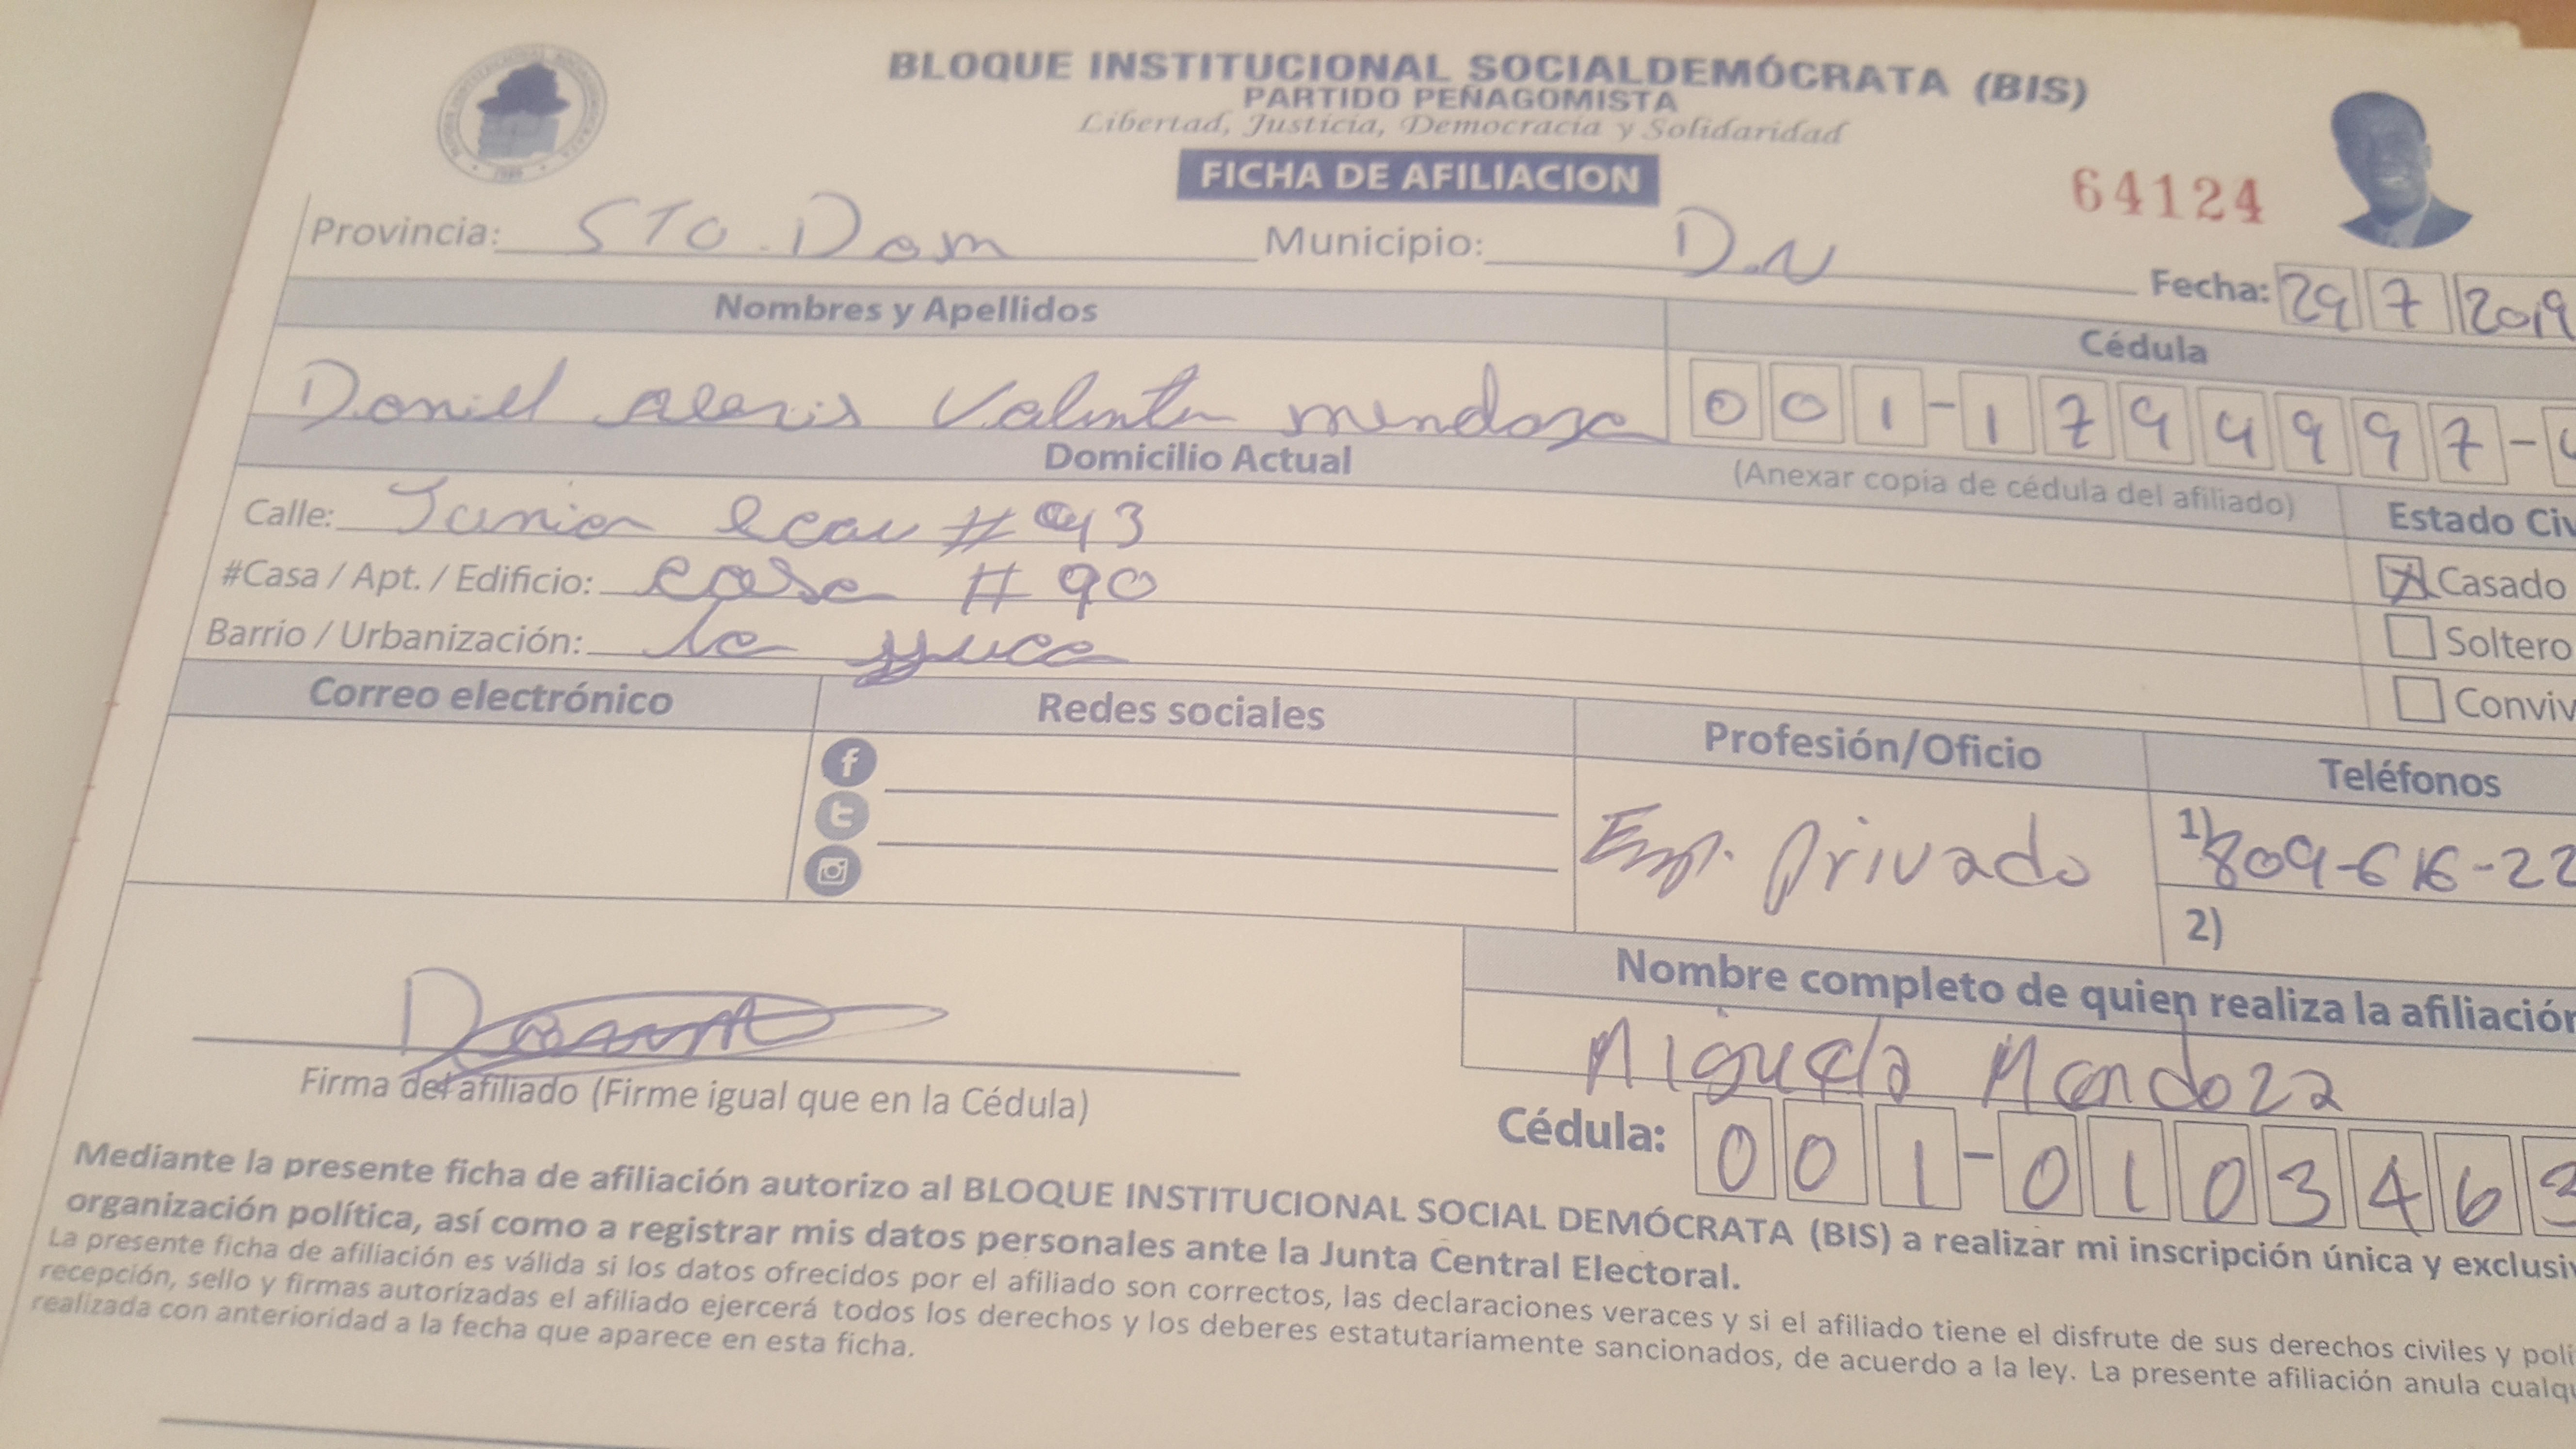 BLOQUE INSTITUCIONAL SOCIALDEMÓCRATA (BIS)
PARTIDO PEÑAGOMISTA
Libertad, Justicia, Democracia y Solidaridad
FICHA DE AFILIACION
64124
Provincia: STO. Dom Municipio: D.N
Fecha: 29 7 2019
Nombres y Apellidos Cédula
Daniel Alexis Valentin mendoza 001-1794997-
Domicilio Actual (Anexar copia de cédula del afiliado)
Calle: Junior #93
Estado Civ
#Casa / Apt. / Edificio: casa #90
Casado
Barrio / Urbanización: la yuca
Soltero
Conviv
Correo electrónico Redes sociales Profesión/Oficio Teléfonos
Emp. Privado
1) 809-616-22
2)
Nombre completo de quien realiza la afiliación
Miguela Mendoza
Firma del afiliado (Firme igual que en la Cédula)
Cédula: 001-0103463
Mediante la presente ficha de afiliación autorizo al BLOQUE INSTITUCIONAL SOCIAL DEMÓCRATA (BIS) a realizar mi inscripción única y exclusiv
organización política, así como a registrar mis datos personales ante la Junta Central Electoral.
La presente ficha de afiliación es válida si los datos ofrecidos por el afiliado son correctos, las declaraciones veraces y si el afiliado tiene el disfrute de sus derechos civiles y polí
recepción, sello y firmas autorizadas el afiliado ejercerá todos los derechos y los deberes estatutariamente sancionados, de acuerdo a la ley. La presente afiliación anula cualqu
realizada con anterioridad a la fecha que aparece en esta ficha.